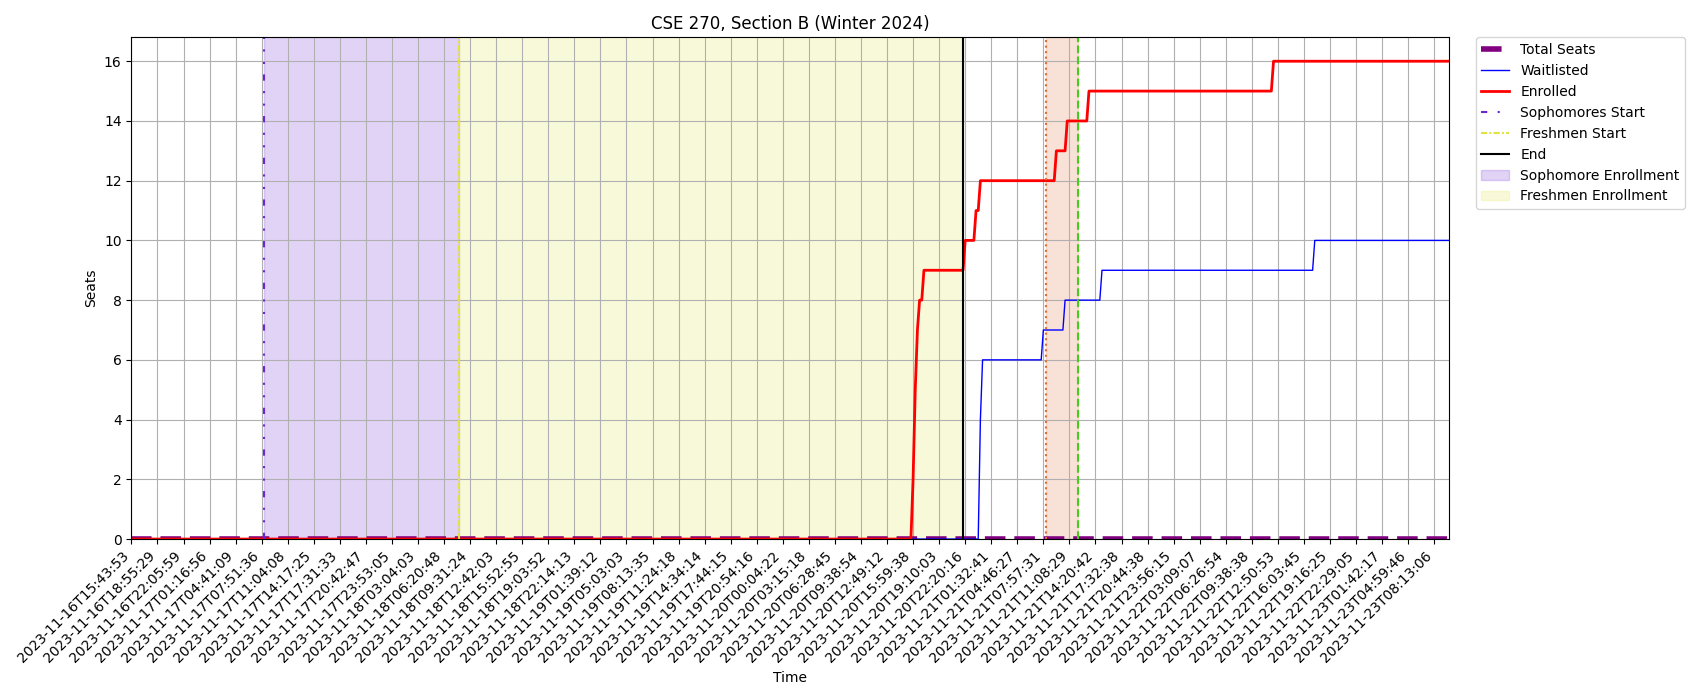 CSE 270, Section B (Winter 2024)
Total Seats
Waitlisted
Enrolled
Sophomores Start
Freshmen Start
End
Sophomore Enrollment
Freshmen Enrollment
Seats
16
14
12
10
8
6
4
2
0
2023-11-16T15:43:53
2023-11-16T18:55:29
2023-11-16T22:05:59
2023-11-17T01:16:56
2023-11-17T04:41:09
2023-11-17T07:51:36
2023-11-17T11:04:08
2023-11-17T14:17:25
2023-11-17T17:31:33
2023-11-17T20:42:47
2023-11-17T23:53:05
2023-11-18T03:04:03
2023-11-18T06:20:48
2023-11-18T09:31:24
2023-11-18T12:42:03
2023-11-18T15:52:55
2023-11-18T19:03:52
2023-11-18T22:14:13
2023-11-19T01:39:12
2023-11-19T05:03:03
2023-11-19T08:13:35
2023-11-19T11:24:18
2023-11-19T14:34:14
2023-11-19T17:44:15
2023-11-19T20:54:16
2023-11-20T00:04:22
2023-11-20T03:15:18
2023-11-20T06:28:45
2023-11-20T09:38:54
2023-11-20T12:49:12
2023-11-20T15:59:38
2023-11-20T19:10:03
2023-11-20T22:20:16
2023-11-21T01:32:41
2023-11-21T04:46:27
2023-11-21T07:57:31
2023-11-21T11:08:29
2023-11-21T14:20:42
2023-11-21T17:32:38
2023-11-21T20:44:38
2023-11-21T23:56:15
2023-11-22T03:09:07
2023-11-22T06:26:54
2023-11-22T09:38:38
2023-11-22T12:50:53
2023-11-22T16:03:45
2023-11-22T19:16:25
2023-11-22T22:29:05
2023-11-23T01:42:17
2023-11-23T04:59:46
2023-11-23T08:13:06
Time